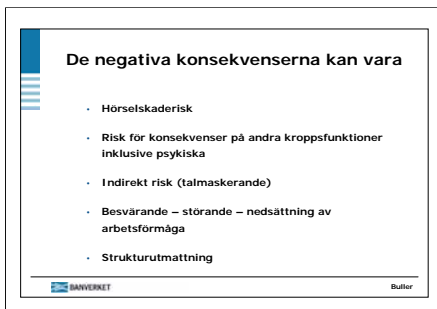 De negativa konsekvenserna kan vara
• Hörselskaderisk
• Risk för konsekvenser på andra kroppsfunktioner
inklusive psykiska
• Indirekt risk (talmaskerande)
• Besvärande – störande – nedsättning av
arbetsförmåga
• Strukturutmattning
BANVERKET
Buller